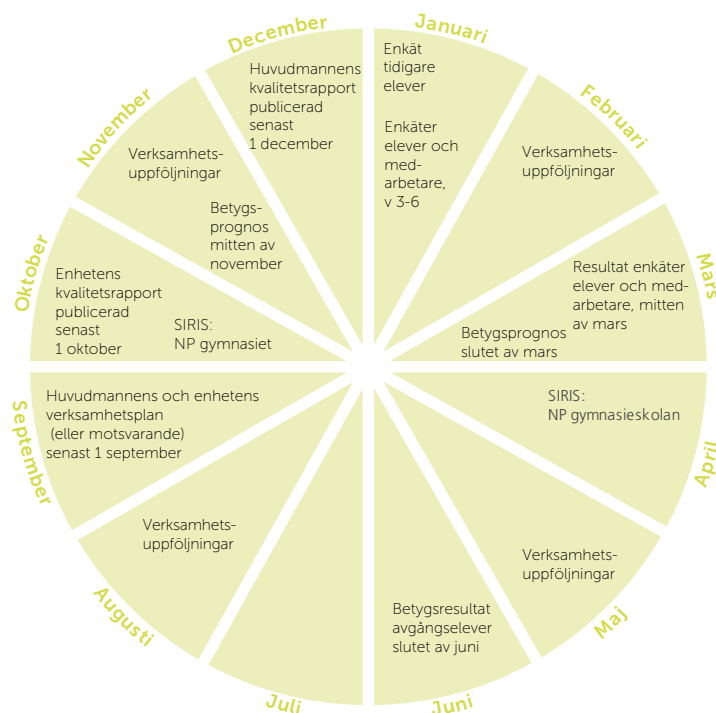 Januari
Enkät
tidigare
elever
Enkäter
elever och
med-
arbetare,
v 3-6
Februari
Verksamhets-
uppföljningar
Mars
Resultat enkäter
elever och med-
arbetare, mitten
av mars
Betygsprognos
slutet av mars
April
SIRIS:
NP gymnasieskolan
Maj
Verksamhets-
uppföljningar
Juni
Betygsresultat
avgångselever
slutet av juni
Juli
Augusti
Verksamhets-
uppföljningar
September
Huvudmannens och enhetens
verksamhetsplan
(eller motsvarande)
senast 1 september
Oktober
Enhetens
kvalitetsrapport
publicerad
senast
1 oktober
SIRIS:
NP gymnasiet
November
Verksamhets-
uppföljningar
Betygs-
prognos
mitten av
november
December
Huvudmannens
kvalitetsrapport
publicerad
senast
1 december